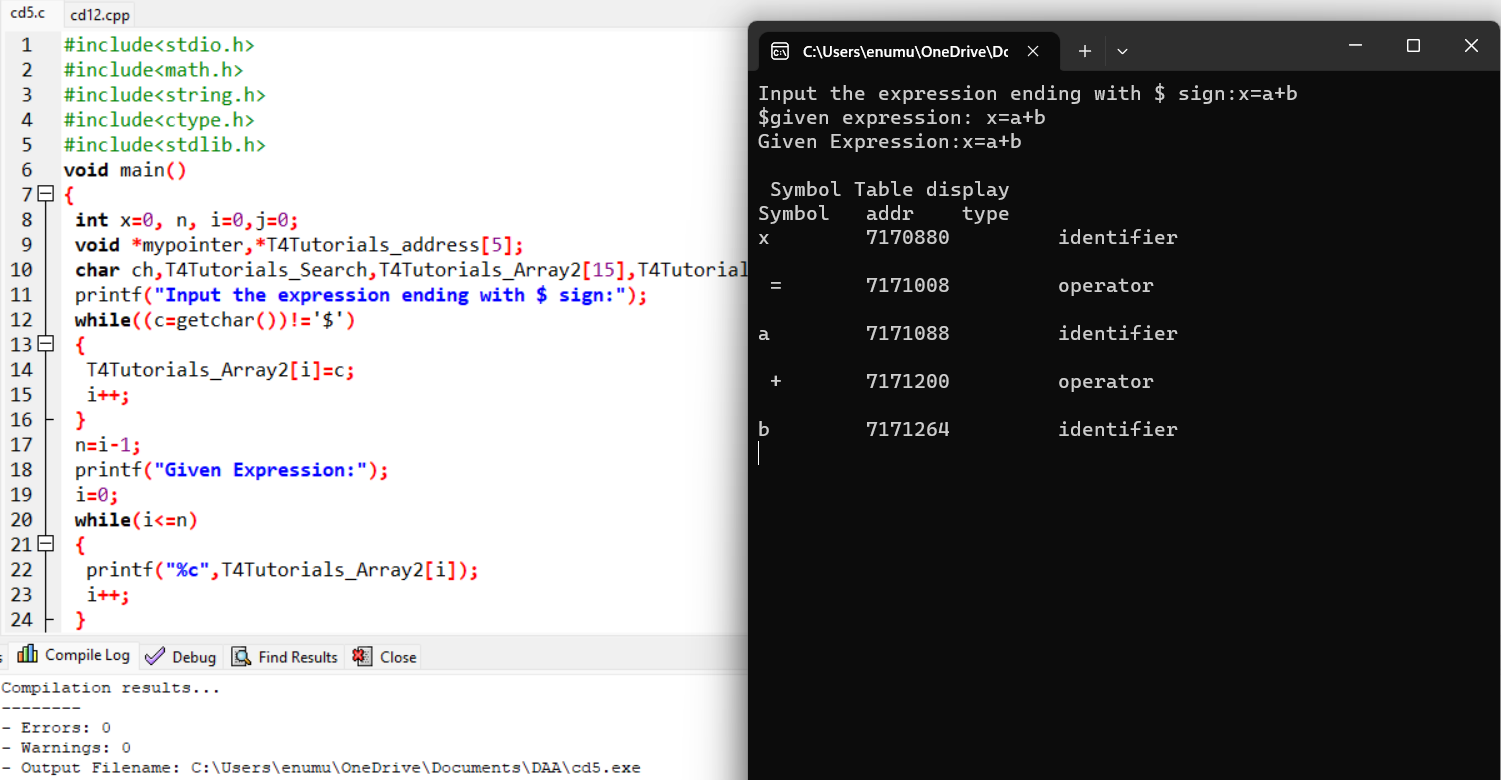 cd5.c cd12.cpp
1 #include<stdio.h>
2 #include<math.h>
3 #include<string.h>
4 #include<ctype.h>
5 #include<stdlib.h>
6 void main()
7 {
8 int x=0, n, i=0,j=0;
9 void *mypointer,*T4Tutorials_address[5];
10 char ch,T4Tutorials_Search,T4Tutorials_Array2[15],T4Tutorial
11 printf("Input the expression ending with $ sign:");
12 while((c=getchar())!='$')
13 {
14 T4Tutorials_Array2[i]=c;
15 i++;
16 }
17 n=i-1;
18 printf("Given Expression:");
19 i=0;
20 while(i<=n)
21 {
22 printf("%c",T4Tutorials_Array2[i]);
23 i++;
24 }
s Compile Log Debug Find Results Close
Compilation results...
--------
- Errors: 0
- Warnings: 0
- Output Filename: C:\Users\enumu\OneDrive\Documents\DAA\cd5.exe
C:\Users\enumu\OneDrive\Dc
Input the expression ending with $ sign:x=a+b
$given expression: x=a+b
Given Expression:x=a+b
Symbol Table display
Symbol addr type
x 7170880 identifier
= 7171008 operator
a 7171088 identifier
+ 7171200 operator
b 7171264 identifier